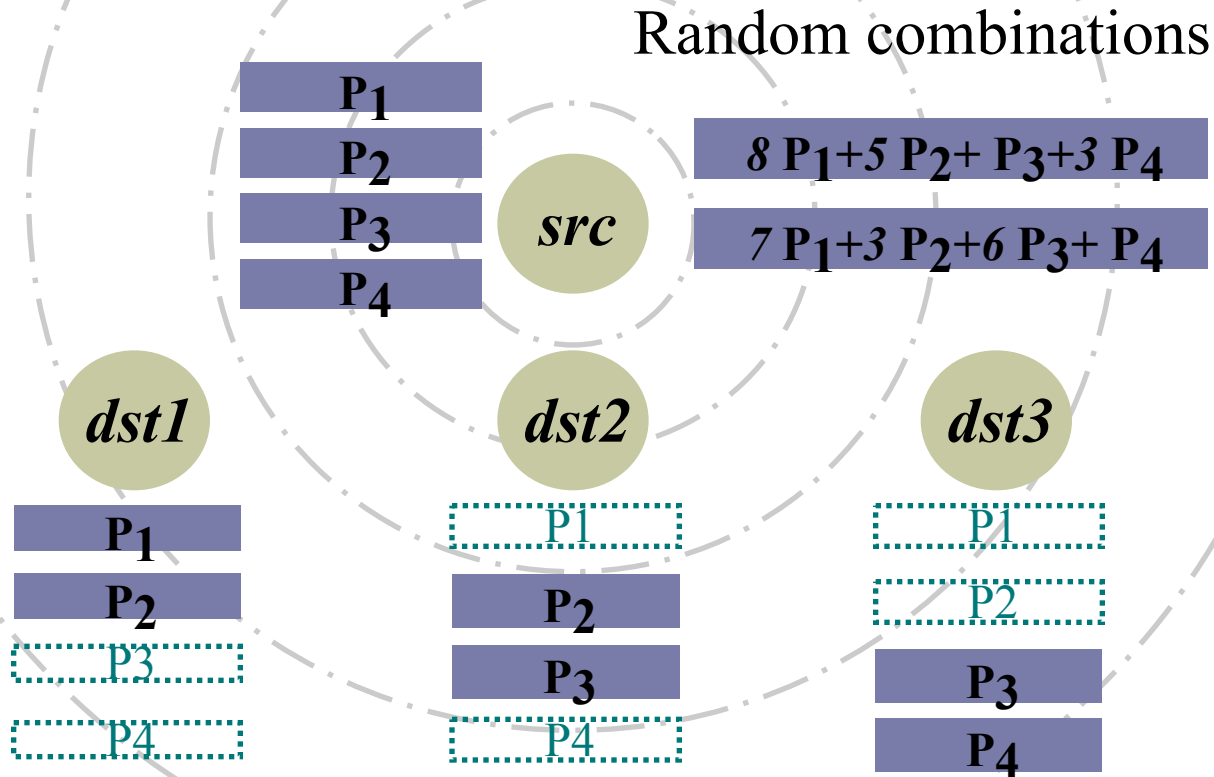 Random combinations
P1
P2
P3
P4
src
8 P1+5 P2+ P3+3 P4
7 P1+3 P2+6 P3+ P4
dst1
dst2
dst3
P1
P2
P3
P4
P1
P2
P3
P4
P1
P2
P3
P4